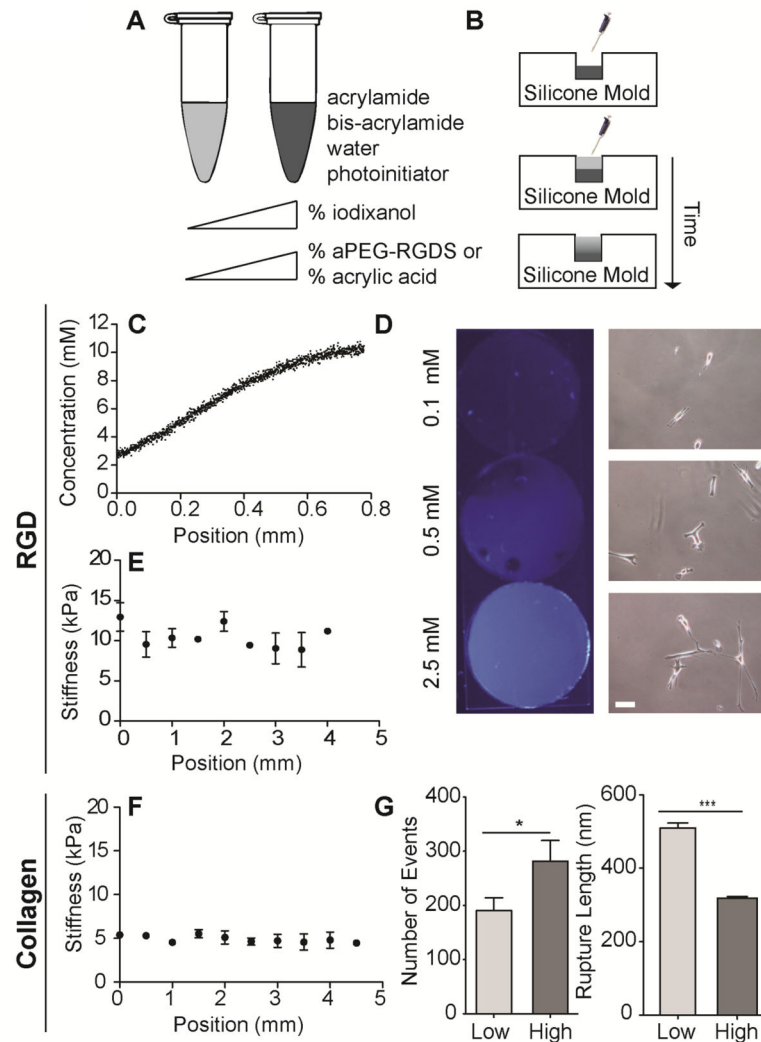 A
acrylamide
bis-acrylamide
water
photoinitiator
% iodixanol
% aPEG-RGDS or
% acrylic acid
B
Silicone Mold
Silicone Mold
Silicone Mold
Time
RGD
C
Concentration (mM)
12
10
8
6
4
2
0
0.0 0.2 0.4 0.6 0.8
Position (mm)
D
0.1 mM
0.5 mM
2.5 mM
E
Stiffness (kPa)
20
15
10
5
0
0 1 2 3 4 5
Position (mm)
Collagen
F
Stiffness (kPa)
20
15
10
5
0
0 1 2 3 4 5
Position (mm)
G
Number of Events
400
300
200
100
0
*
Low High
Rupture Length (nm)
600
400
200
0
***
Low High